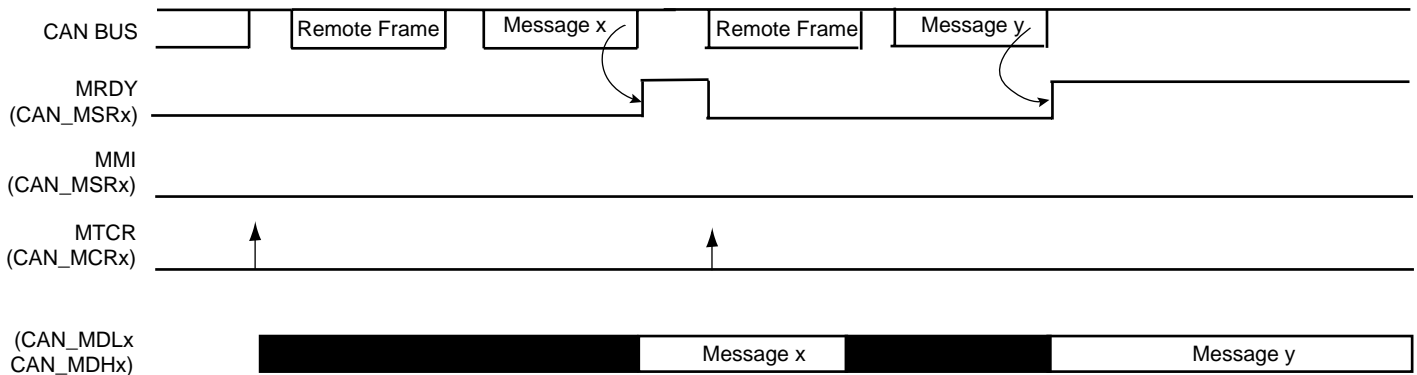 CAN BUS
Remote Frame
Message x
Remote Frame
Message y
MRDY
(CAN_MSRx)
MMI
(CAN_MSRx)
MTCR
(CAN_MCRx)
(CAN_MDLx
CAN_MDHx)
Message x
Message y